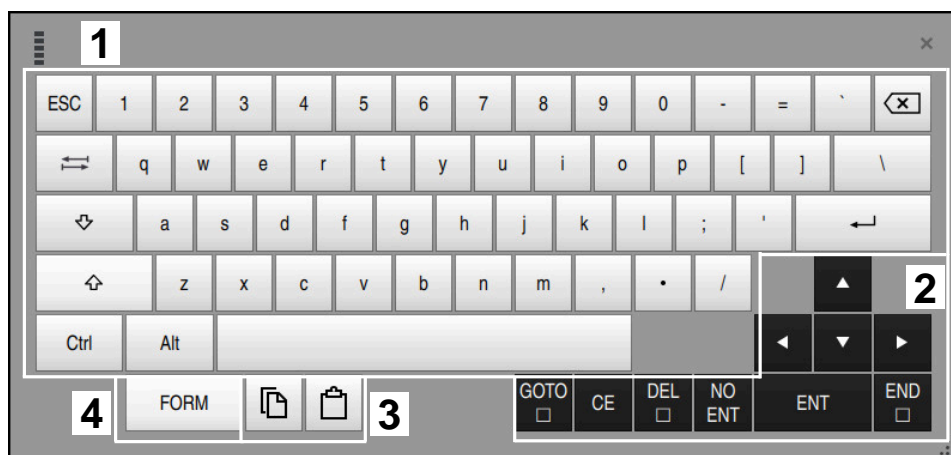 1
×
ESC 1 2 3 4 5 6 7 8 9 0 - = `
q w e r t y u i o p [ ] \
a s d f g h j k l ; '
z x c v b n m , • / 2
Ctrl Alt
4 FORM 3 GOTO CE DEL NO ENT ENT END